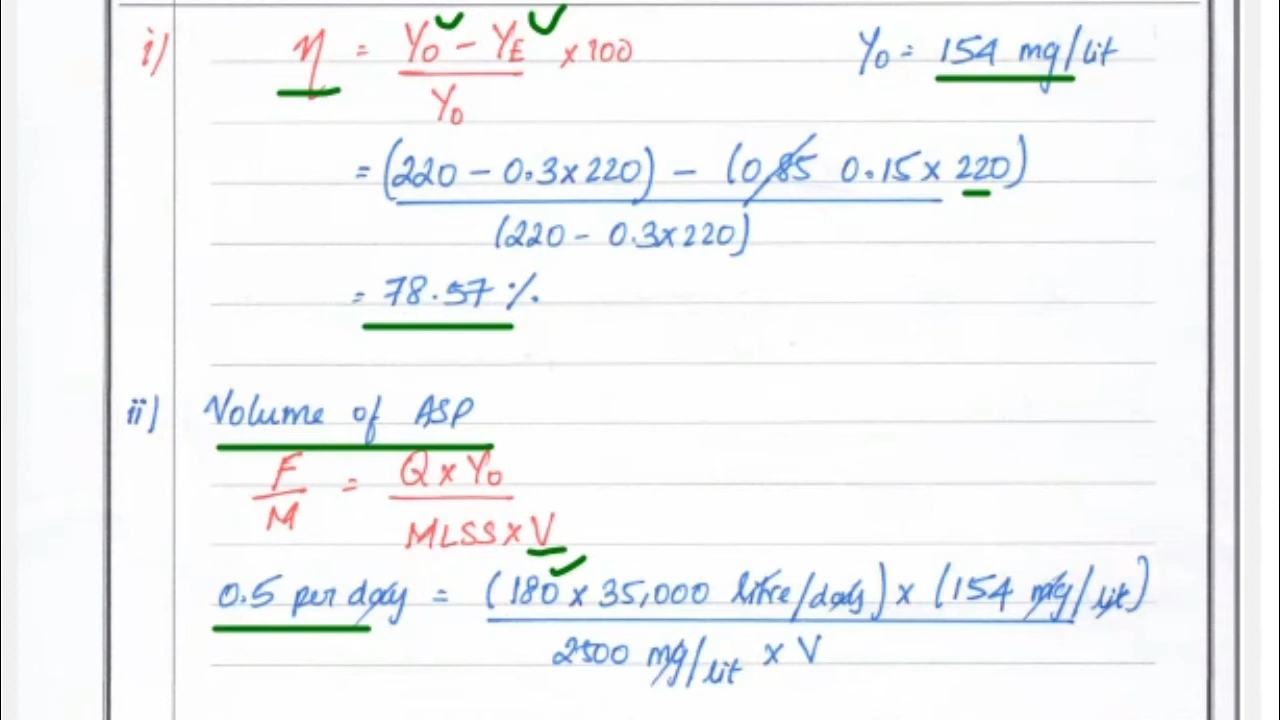 i) η = Y₀ - Y_E / Y₀ × 100 Y₀ = 154 mg/lit
= (220 - 0.3×220) - (0.85 0.15 × 220) / (220 - 0.3×220)
= 78.57 %.
ii) Volume of ASP
F/M = Q × Y₀ / MLSS × V
0.5 per day = (180 × 35,000 litre/day) × (154 mg/lit) / 2500 mg/lit × V